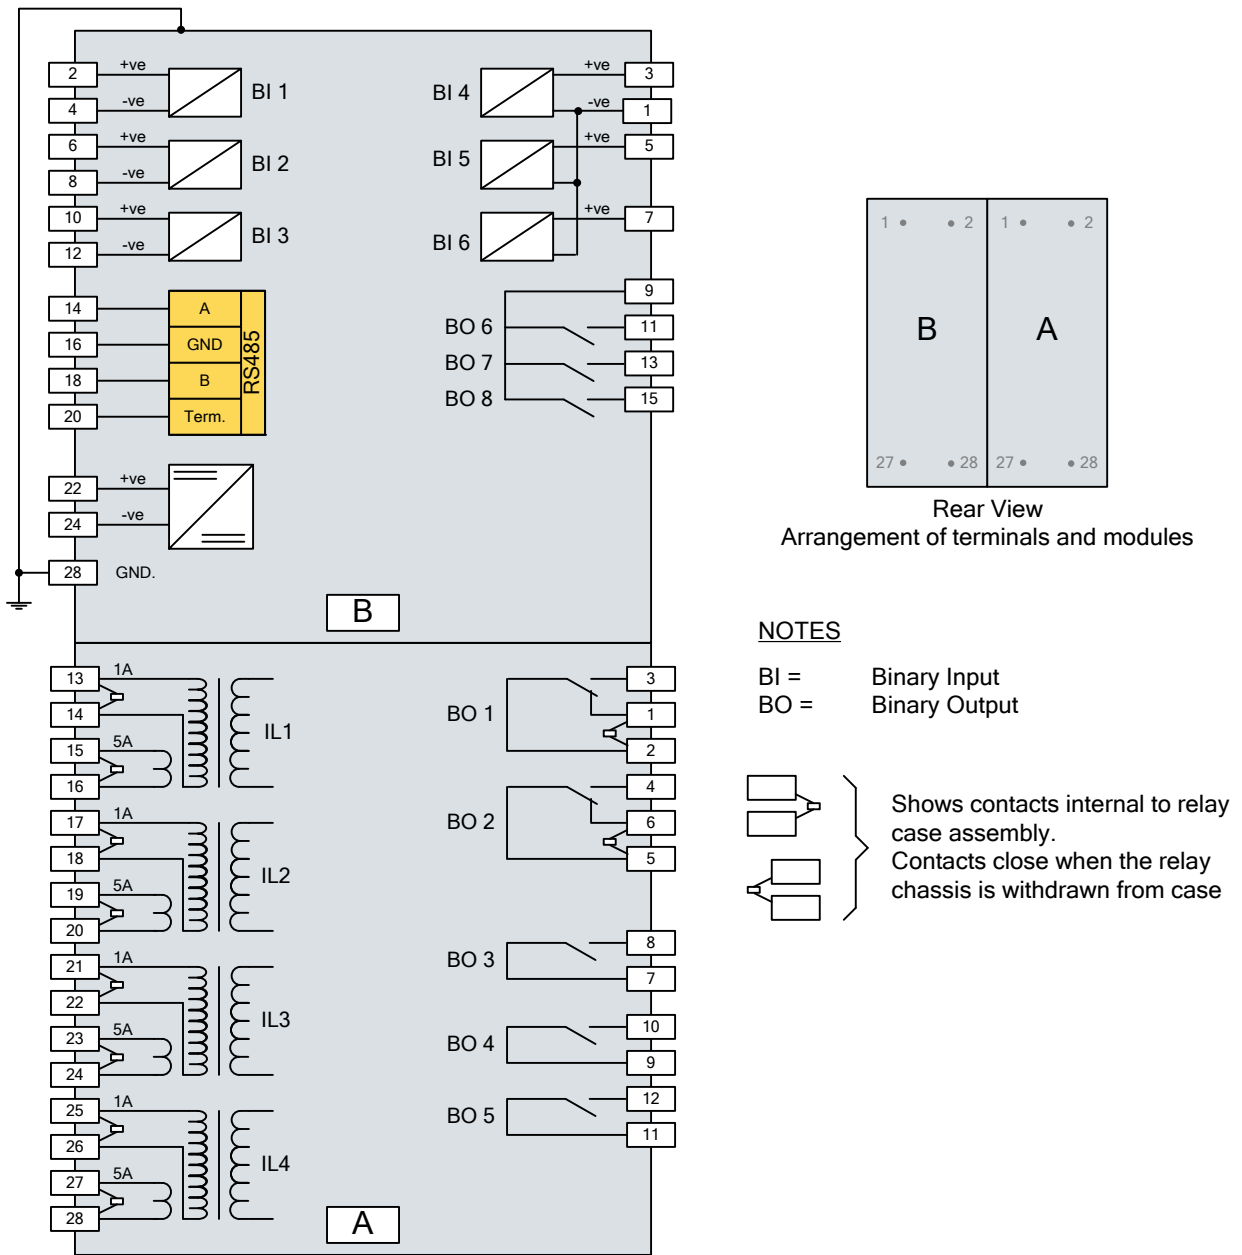 2 +ve
BI 1
4 -ve
6 +ve
BI 2
8 -ve
10 +ve
BI 3
12 -ve
BI 4
+ve 3
-ve 1
BI 5
+ve 5
BI 6
+ve 7
14 A
16 GND
18 B
20 Term.
RS485
9
BO 6 11
BO 7 13
BO 8 15
22 +ve
24 -ve
28 GND.
B
13 1A
14
15 5A
16
IL1
17 1A
18
19 5A
20
IL2
21 1A
22
23 5A
24
IL3
25 1A
26
27 5A
28
IL4
BO 1
3
1
2
BO 2
4
6
5
BO 3
8
7
BO 4
10
9
BO 5
12
11
A
1 2 1 2
B A
27 28 27 28
Rear View
Arrangement of terminals and modules
NOTES
BI = Binary Input
BO = Binary Output
Shows contacts internal to relay
case assembly.
Contacts close when the relay
chassis is withdrawn from case